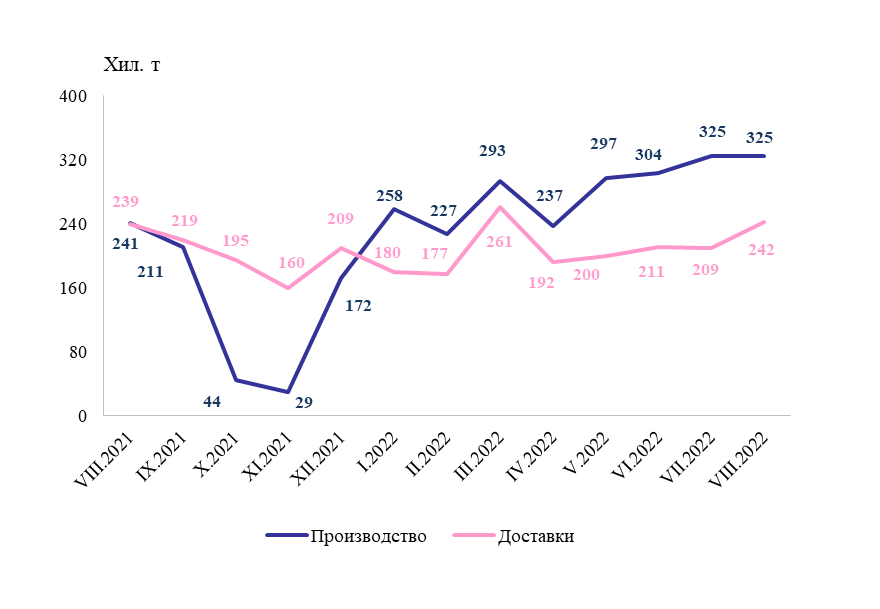 Хил. т
400
320
240
160
80
0
239
219
195
160
209
180
177
261
192
200
211
209
242
241
211
44
29
172
258
227
293
237
297
304
325
325
VIII.2021
IX.2021
X.2021
XI.2021
XII.2021
I.2022
II.2022
III.2022
IV.2022
V.2022
VI.2022
VII.2022
VIII.2022
Производство
Доставки